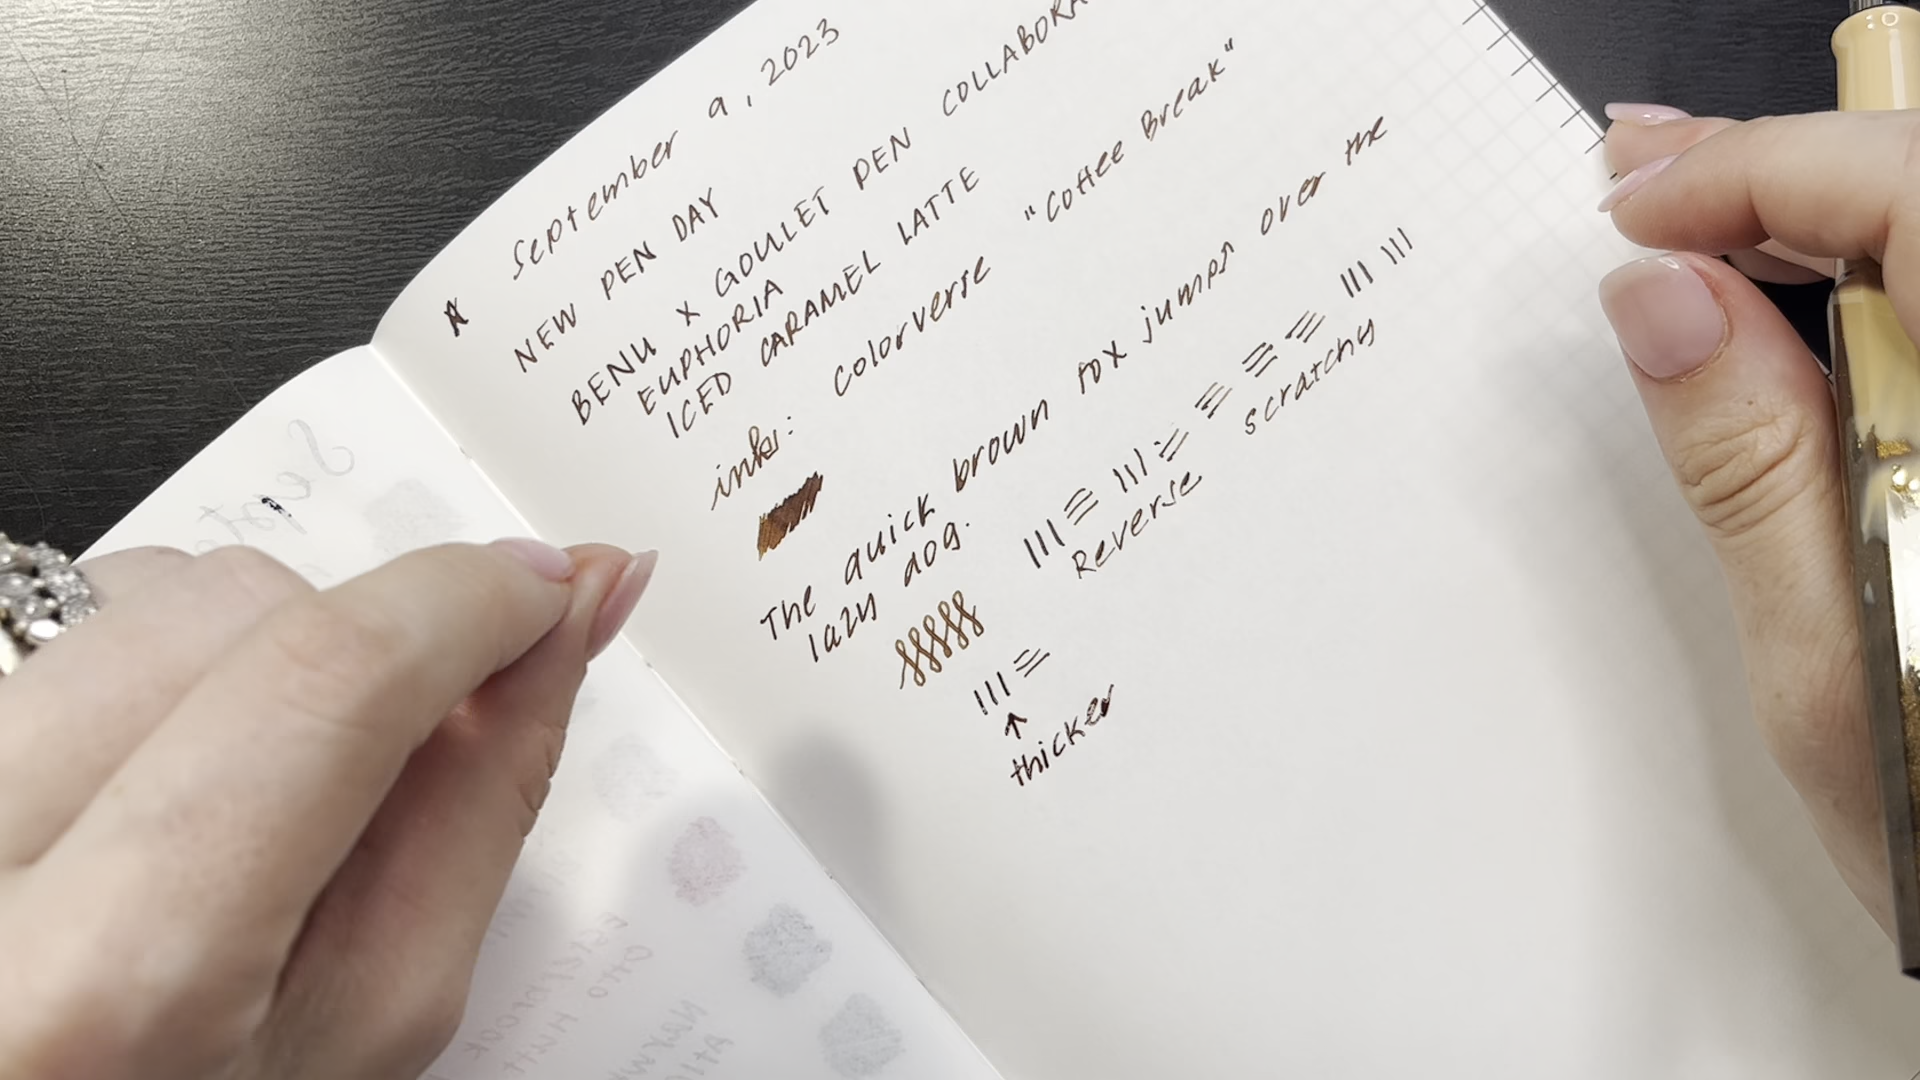 September 9, 2023
NEW PEN DAY
BENU X GOULET PEN COLLABORA
EUPHORIA
ICED CARAMEL LATTE
ink: Colorverse "Coffee Break"
The quick brown fox jumps over the
lazy dog.
Reverse
scratchy
thicker